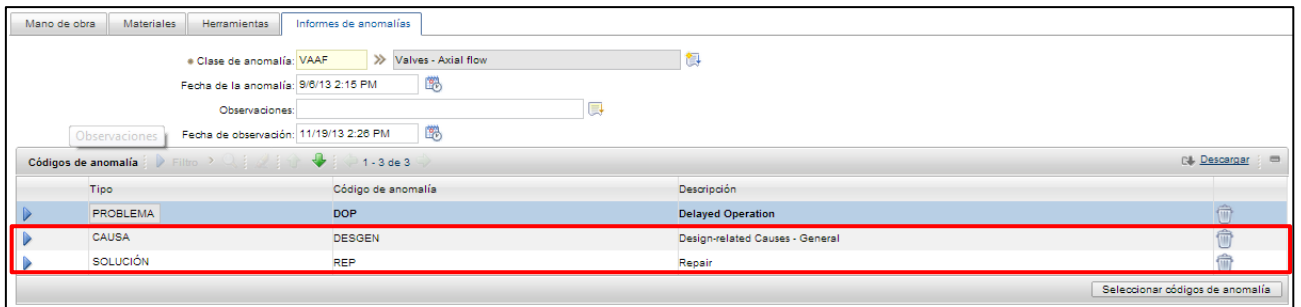 Mano de obra Materiales Herramientas Informes de anomalías
Clase de anomalía: VAAF Valves - Axial flow
Fecha de la anomalía: 9/6/13 2:15 PM
Observaciones:
Observaciones Fecha de observación: 11/19/13 2:26 PM
Códigos de anomalía Filtro 1 - 3 de 3 Descargar
Tipo Código de anomalía Descripción
PROBLEMA DOP Delayed Operation
CAUSA DESGEN Design-related Causes - General
SOLUCIÓN REP Repair
Seleccionar códigos de anomalía